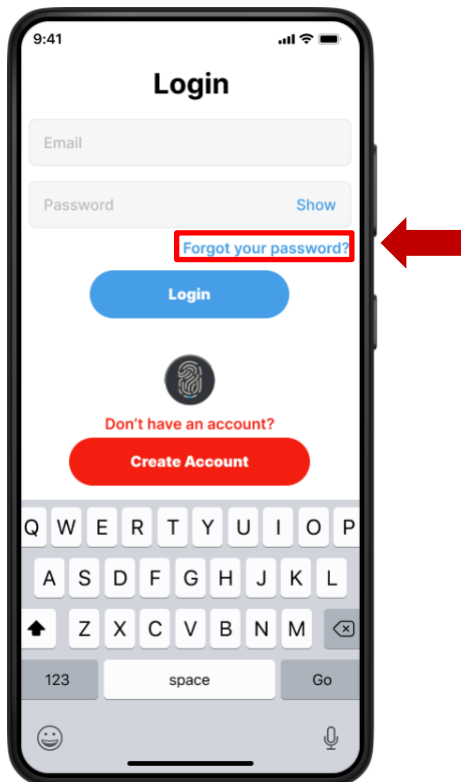 9:41
Login
Email
Password Show
Forgot your password?
Login
Don't have an account?
Create Account
Q W E R T Y U I O P
A S D F G H J K L
Z X C V B N M
123 space Go